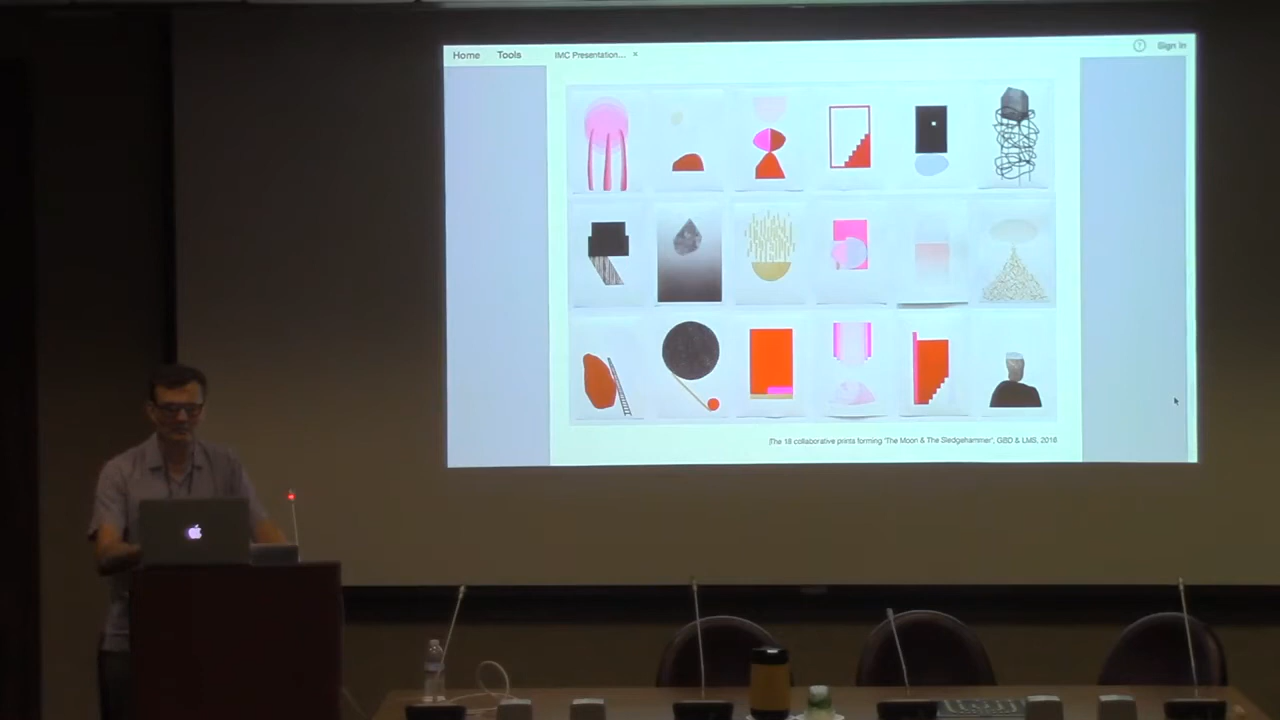 Home Tools IMC Presentation... × ? Sign In
The 18 collaborative prints forming 'The Moon & The Sledgehammer', GBD & LMS, 2016